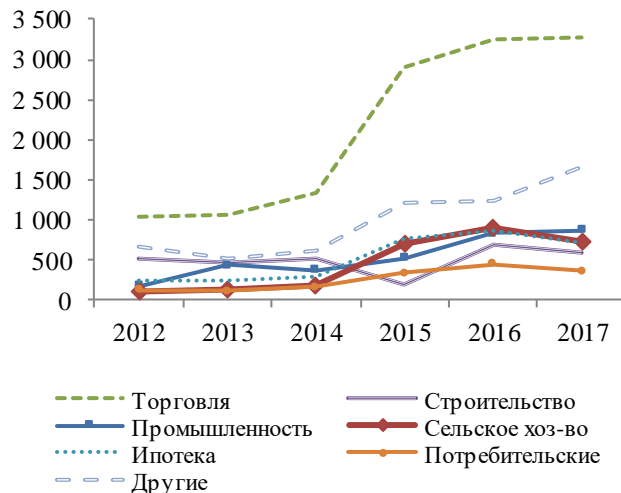 3 500
3 000
2 500
2 000
1 500
1 000
500
0
2012 2013 2014 2015 2016 2017
Торговля Строительство
Промышленность Сельское хоз-во
Ипотека Потребительские
Другие